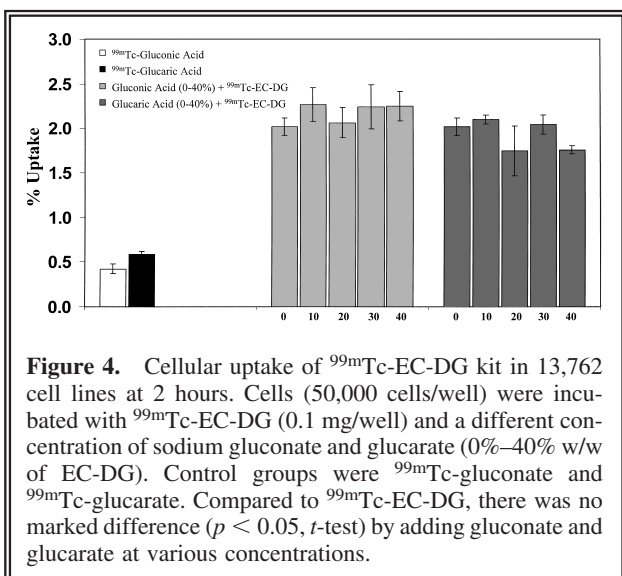 3.0
2.5
2.0
1.5
1.0
0.5
0.0
% Uptake
99mTc-Gluconic Acid
99mTc-Glucaric Acid
Gluconic Acid (0-40%) + 99mTc-EC-DG
Glucaric Acid (0-40%) + 99mTc-EC-DG
0 10 20 30 40 0 10 20 30 40
Figure 4. Cellular uptake of 99mTc-EC-DG kit in 13,762
cell lines at 2 hours. Cells (50,000 cells/well) were incu-
bated with 99mTc-EC-DG (0.1 mg/well) and a different con-
centration of sodium gluconate and glucarate (0%–40% w/w
of EC-DG). Control groups were 99mTc-gluconate and
99mTc-glucarate. Compared to 99mTc-EC-DG, there was no
marked difference (p < 0.05, t-test) by adding gluconate and
glucarate at various concentrations.